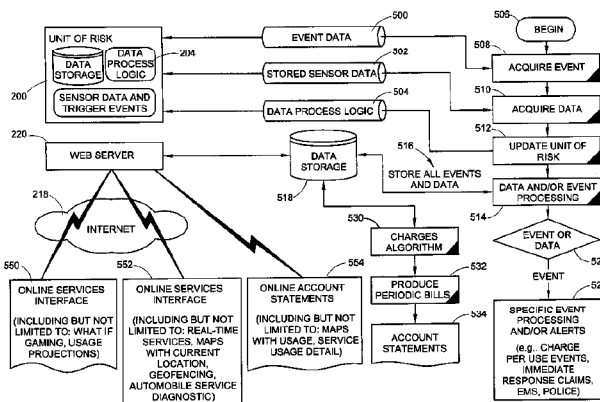 UNIT OF RISK
DATA
STORAGE
DATA
PROCESS
LOGIC
204
SENSOR DATA AND
TRIGGER EVENTS
200
500
EVENT DATA
502
STORED SENSOR DATA
504
DATA PROCESS LOGIC
506
BEGIN
508
ACQUIRE EVENT
510
ACQUIRE DATA
512
UPDATE UNIT OF
RISK
516
STORE ALL EVENTS
AND DATA
DATA AND/OR EVENT
PROCESSING
514
220
WEB SERVER
DATA
STORAGE
518
218
INTERNET
530
CHARGES
ALGORITHM
532
PRODUCE
PERIODIC BILLS
534
ACCOUNT
STATEMENTS
EVENT OR
DATA
EVENT
SPECIFIC EVENT
PROCESSING
AND/OR ALERTS
(e.g., CHARGE
PER USE EVENTS,
IMMEDIATE
RESPONSE CLAIMS,
EMS, POLICE)
550
ONLINE SERVICES
INTERFACE
(INCLUDING BUT NOT
LIMITED TO: WHAT IF
GAMING, USAGE
PROJECTIONS)
552
ONLINE SERVICES
INTERFACE
(INCLUDING BUT NOT
LIMITED TO: REAL-TIME
SERVICES, MAPS
WITH CURRENT
LOCATION,
GEOFENCING,
AUTOMOBILE SERVICE
DIAGNOSTIC)
554
ONLINE ACCOUNT
STATEMENTS
(INCLUDING BUT NOT
LIMITED TO: MAPS
WITH USAGE, SERVICE
USAGE DETAIL)